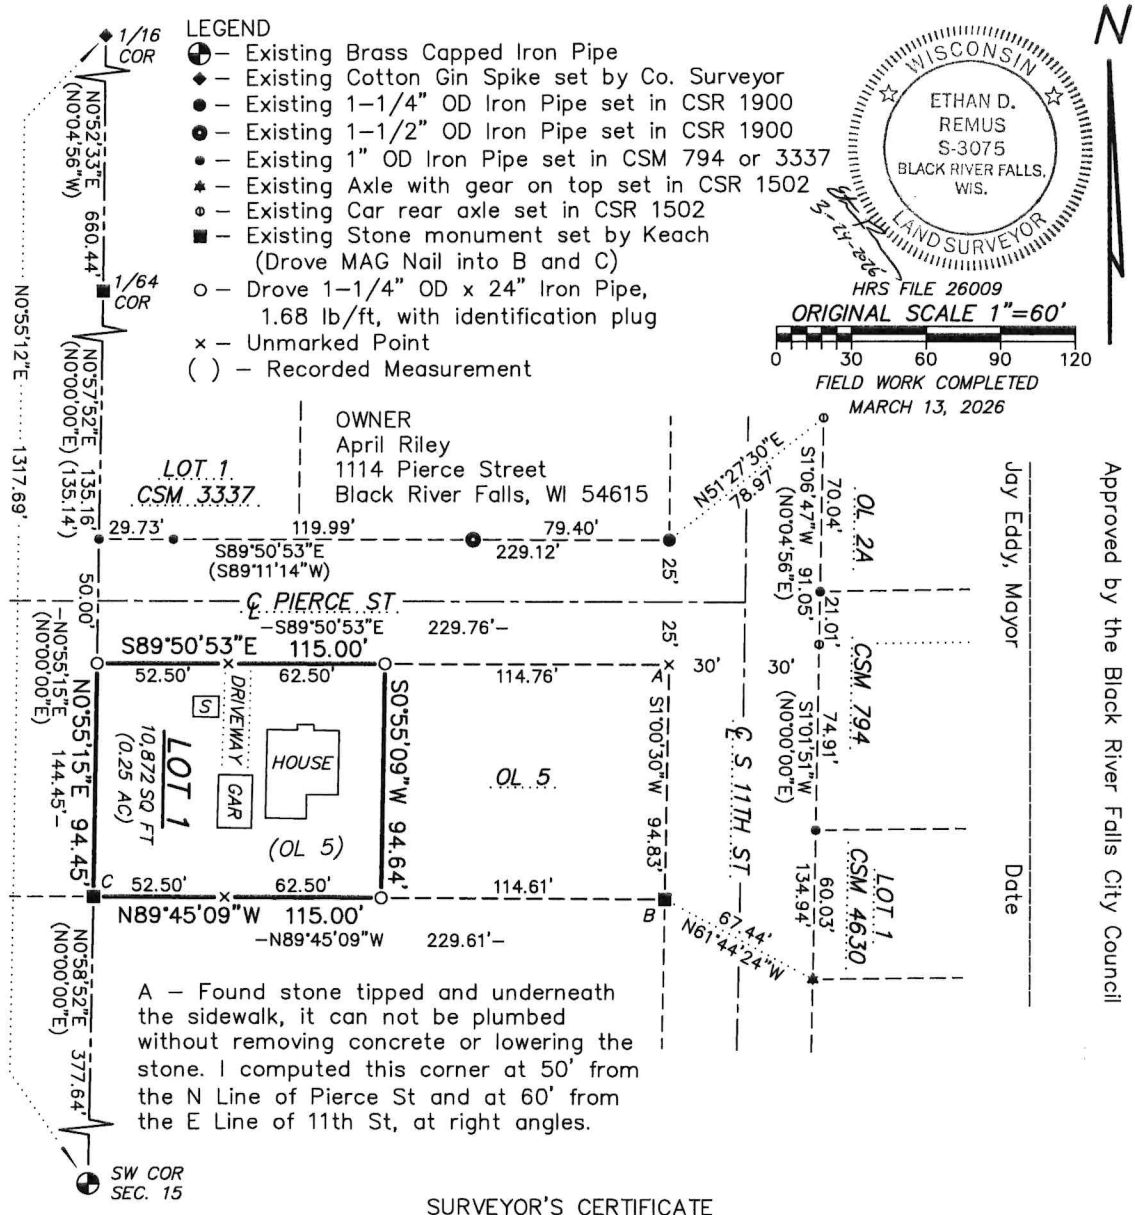 LEGEND
– Existing Brass Capped Iron Pipe
– Existing Cotton Gin Spike set by Co. Surveyor
– Existing 1–1/4" OD Iron Pipe set in CSR 1900
– Existing 1–1/2" OD Iron Pipe set in CSR 1900
– Existing 1" OD Iron Pipe set in CSM 794 or 3337
– Existing Axle with gear on top set in CSR 1502
– Existing Car rear axle set in CSR 1502
– Existing Stone monument set by Keach
(Drove MAG Nail into B and C)
– Drove 1–1/4" OD x 24" Iron Pipe,
1.68 lb/ft, with identification plug
x – Unmarked Point
( ) – Recorded Measurement
1/16
COR
N0°52'33"E 660.44'
(N0°04'56"W)
1/64
COR
N0°55'12"E 1317.69'
N0°57'52"E 135.16'
(N0°00'00"E) (135.14')
WISCONSIN
ETHAN D.
REMUS
S-3075
BLACK RIVER FALLS,
WIS.
LAND SURVEYOR
3-24-2026
N
HRS FILE 26009
ORIGINAL SCALE 1"=60'
0 30 60 90 120
FIELD WORK COMPLETED
MARCH 13, 2026
OWNER
April Riley
1114 Pierce Street
Black River Falls, WI 54615
LOT 1
CSM 3337
29.73'
119.99'
79.40'
S89°50'53"E
229.12'
(S89°11'14"W)
N51°27'30"E
78.97'
S1°06'47"W 91.05'
(N0°04'56"E)
70.04'
21.01'
OL 2A
50.00'
25'
25'
℄ PIERCE ST.
–S89°50'53"E 229.76'–
–N0°55'15"E 144.45'–
(N0°00'00"E)
S89°50'53"E 115.00'
52.50'
62.50'
114.76'
A
30'
30'
N0°55'15"E 94.45'
S
DRIVEWAY
GAR
HOUSE
LOT 1
10,872 SQ FT
(0.25 AC)
(OL 5)
S0°55'09"W 94.64'
OL 5
S1°00'30"W 94.83'
℄ S 11TH ST
S1°01'51"W
(N0°00'00"E)
74.91'
CSM 794
C
52.50'
62.50'
114.61'
N89°45'09"W 115.00'
–N89°45'09"W 229.61'–
B
67.44'
N61°44'24"W
134.94'
60.03'
LOT 1
CSM 4630
N0°58'52"E 377.64'
(N0°00'00"E)
SW COR
SEC. 15
Jay Eddy, Mayor
Date
Approved by the Black River Falls City Council
A – Found stone tipped and underneath
the sidewalk, it can not be plumbed
without removing concrete or lowering the
stone. I computed this corner at 50' from
the N Line of Pierce St and at 60' from
the E Line of 11th St, at right angles.
SURVEYOR'S CERTIFICATE